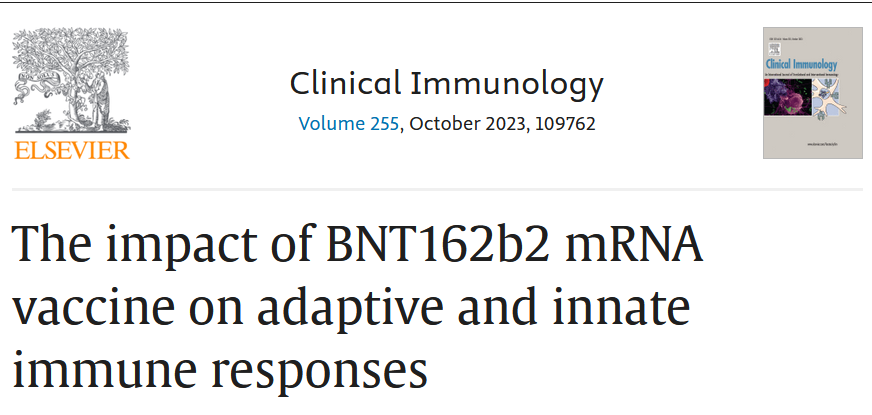 Clinical Immunology
Volume 255, October 2023, 109762
ELSEVIER
Clinical Immunology
The impact of BNT162b2 mRNA
vaccine on adaptive and innate
immune responses